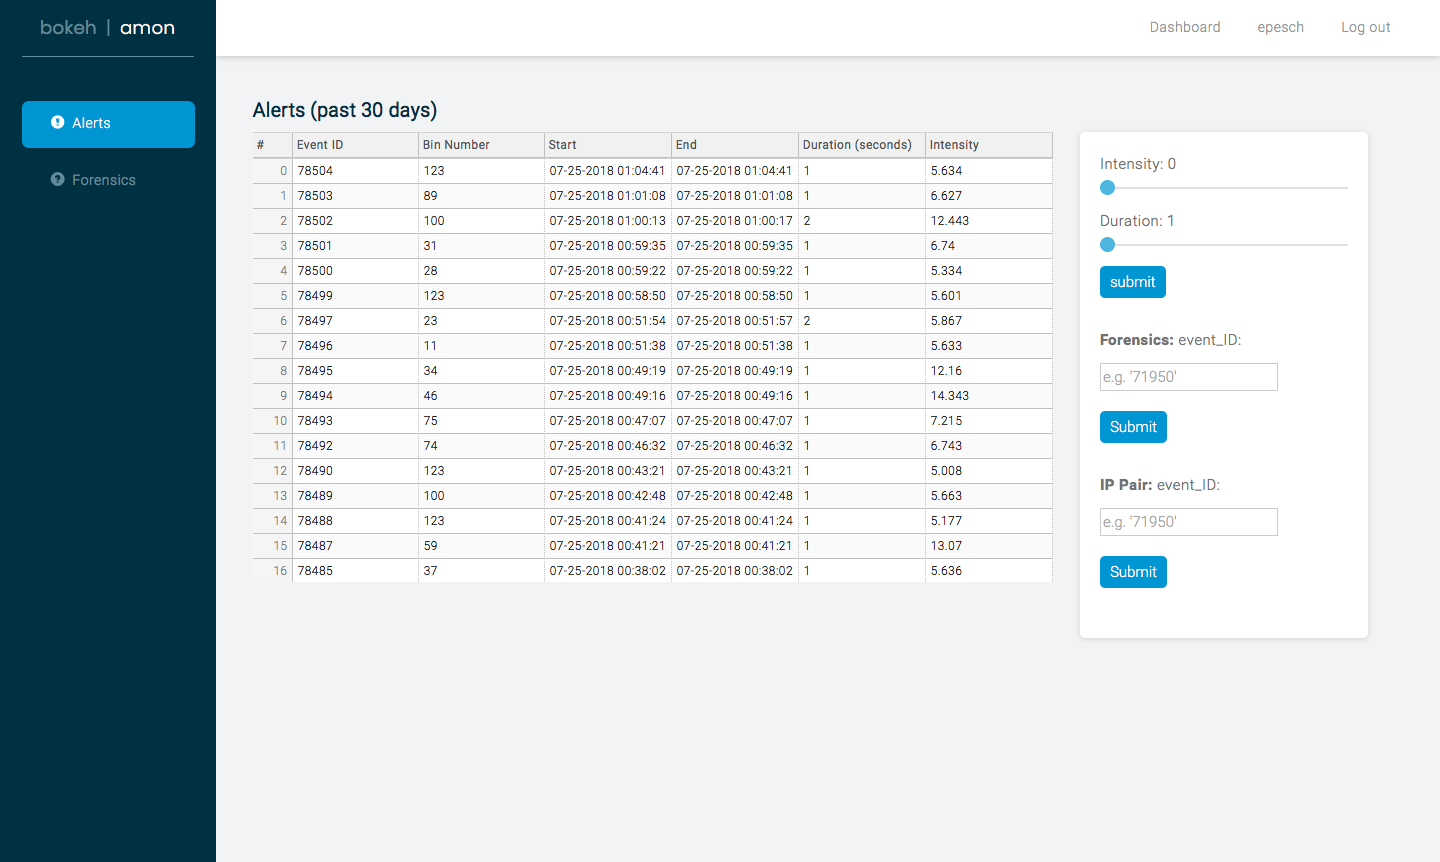 bokeh | amon
Dashboard epesch Log out
Alerts
Forensics
Alerts (past 30 days)
# Event ID Bin Number Start End Duration (seconds) Intensity
0 78504 123 07-25-2018 01:04:41 07-25-2018 01:04:41 1 5.634
1 78503 89 07-25-2018 01:01:08 07-25-2018 01:01:08 1 6.627
2 78502 100 07-25-2018 01:00:13 07-25-2018 01:00:17 2 12.443
3 78501 31 07-25-2018 00:59:35 07-25-2018 00:59:35 1 6.74
4 78500 28 07-25-2018 00:59:22 07-25-2018 00:59:22 1 5.334
5 78499 123 07-25-2018 00:58:50 07-25-2018 00:58:50 1 5.601
6 78497 23 07-25-2018 00:51:54 07-25-2018 00:51:57 2 5.867
7 78496 11 07-25-2018 00:51:38 07-25-2018 00:51:38 1 5.633
8 78495 34 07-25-2018 00:49:19 07-25-2018 00:49:19 1 12.16
9 78494 46 07-25-2018 00:49:16 07-25-2018 00:49:16 1 14.343
10 78493 75 07-25-2018 00:47:07 07-25-2018 00:47:07 1 7.215
11 78492 74 07-25-2018 00:46:32 07-25-2018 00:46:32 1 6.743
12 78490 123 07-25-2018 00:43:21 07-25-2018 00:43:21 1 5.008
13 78489 100 07-25-2018 00:42:48 07-25-2018 00:42:48 1 5.663
14 78488 123 07-25-2018 00:41:24 07-25-2018 00:41:24 1 5.177
15 78487 59 07-25-2018 00:41:21 07-25-2018 00:41:21 1 13.07
16 78485 37 07-25-2018 00:38:02 07-25-2018 00:38:02 1 5.636
Intensity: 0
Duration: 1
submit
Forensics: event_ID:
e.g. '71950'
Submit
IP Pair: event_ID:
e.g. '71950'
Submit